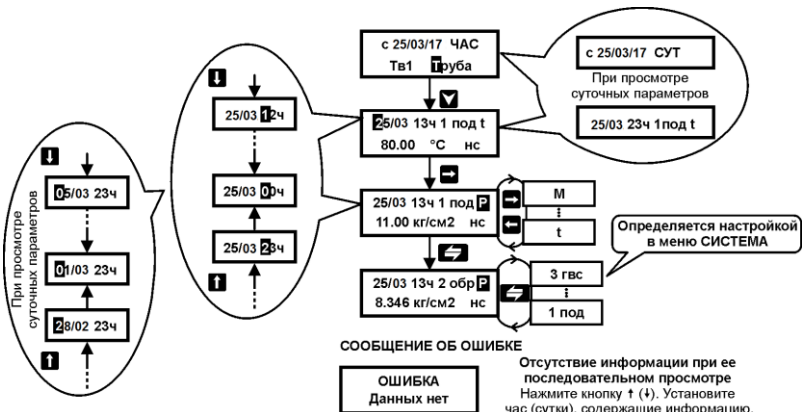 с 25/03/17 ЧАС
Тв1 Труба
с 25/03/17 СУТ
При просмотре
суточных параметров
25/03 23ч 1под t
25/03 12ч
25/03 00ч
25/03 23ч
25/03 13ч 1 под t
80.00 °C нс
25/03 13ч 1 под P
11.00 кг/см2 нс
M
t
Определяется настройкой
в меню СИСТЕМА
25/03 13ч 2 обр P
8.346 кг/см2 нс
3 гвс
1 под
При просмотре
суточных параметров
05/03 23ч
01/03 23ч
28/02 23ч
СООБЩЕНИЕ ОБ ОШИБКЕ
ОШИБКА
Данных нет
Отсутствие информации при ее
последовательном просмотре
Нажмите кнопку ↑ (↓). Установите
час (сутки), содержащие информацию.